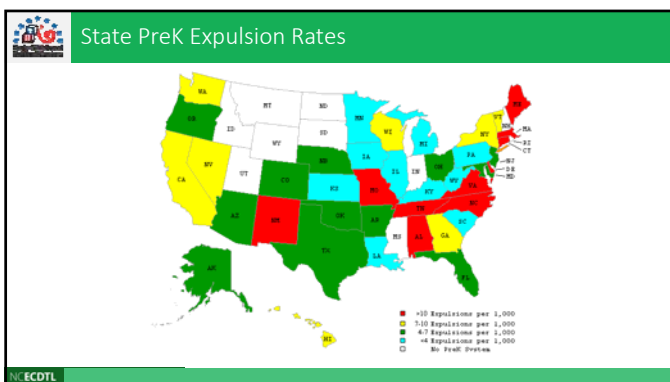 State PreK Expulsion Rates
WA
MT
ND
MN
OR
ID
SD
WI
MI
NY
VT
NH
ME
MA
RI
CT
WY
NV
UT
CA
CO
IA
IL
IN
OH
PA
NJ
DE
MD
KS
MO
KY
WV
VA
AZ
NM
OK
AR
TN
NC
SC
TX
MS
AL
GA
LA
FL
AK
HI
>10 Expulsions per 1,000
7-10 Expulsions per 1,000
4-7 Expulsions per 1,000
<4 Expulsions per 1,000
No PreK System
NCECDTL